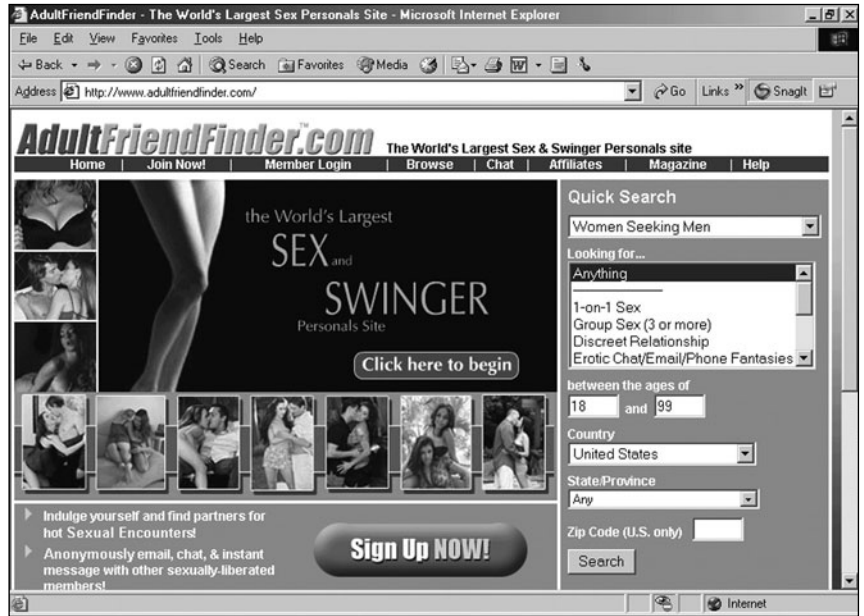 AdultFriendFinder - The World's Largest Sex Personals Site - Microsoft Internet Explorer
File Edit View Favorites Tools Help
Back Search Favorites Media
Address http://www.adultfriendfinder.com/ Go Links » SnagIt
AdultFriendFinder.com™ The World's Largest Sex & Swinger Personals site
Home | Join Now! | Member Login | Browse | Chat | Affiliates | Magazine | Help
the World's Largest
SEX and
SWINGER
Personals Site
Click here to begin
Quick Search
Women Seeking Men
Looking for...
Anything
1-on-1 Sex
Group Sex (3 or more)
Discreet Relationship
Erotic Chat/Email/Phone Fantasies
between the ages of
18 and 99
Country
United States
State/Province
Any
Zip Code (U.S. only)
Search
Indulge yourself and find partners for
hot Sexual Encounters!
Anonymously email, chat, & instant
message with other sexually-liberated
members!
Sign Up NOW!
Internet